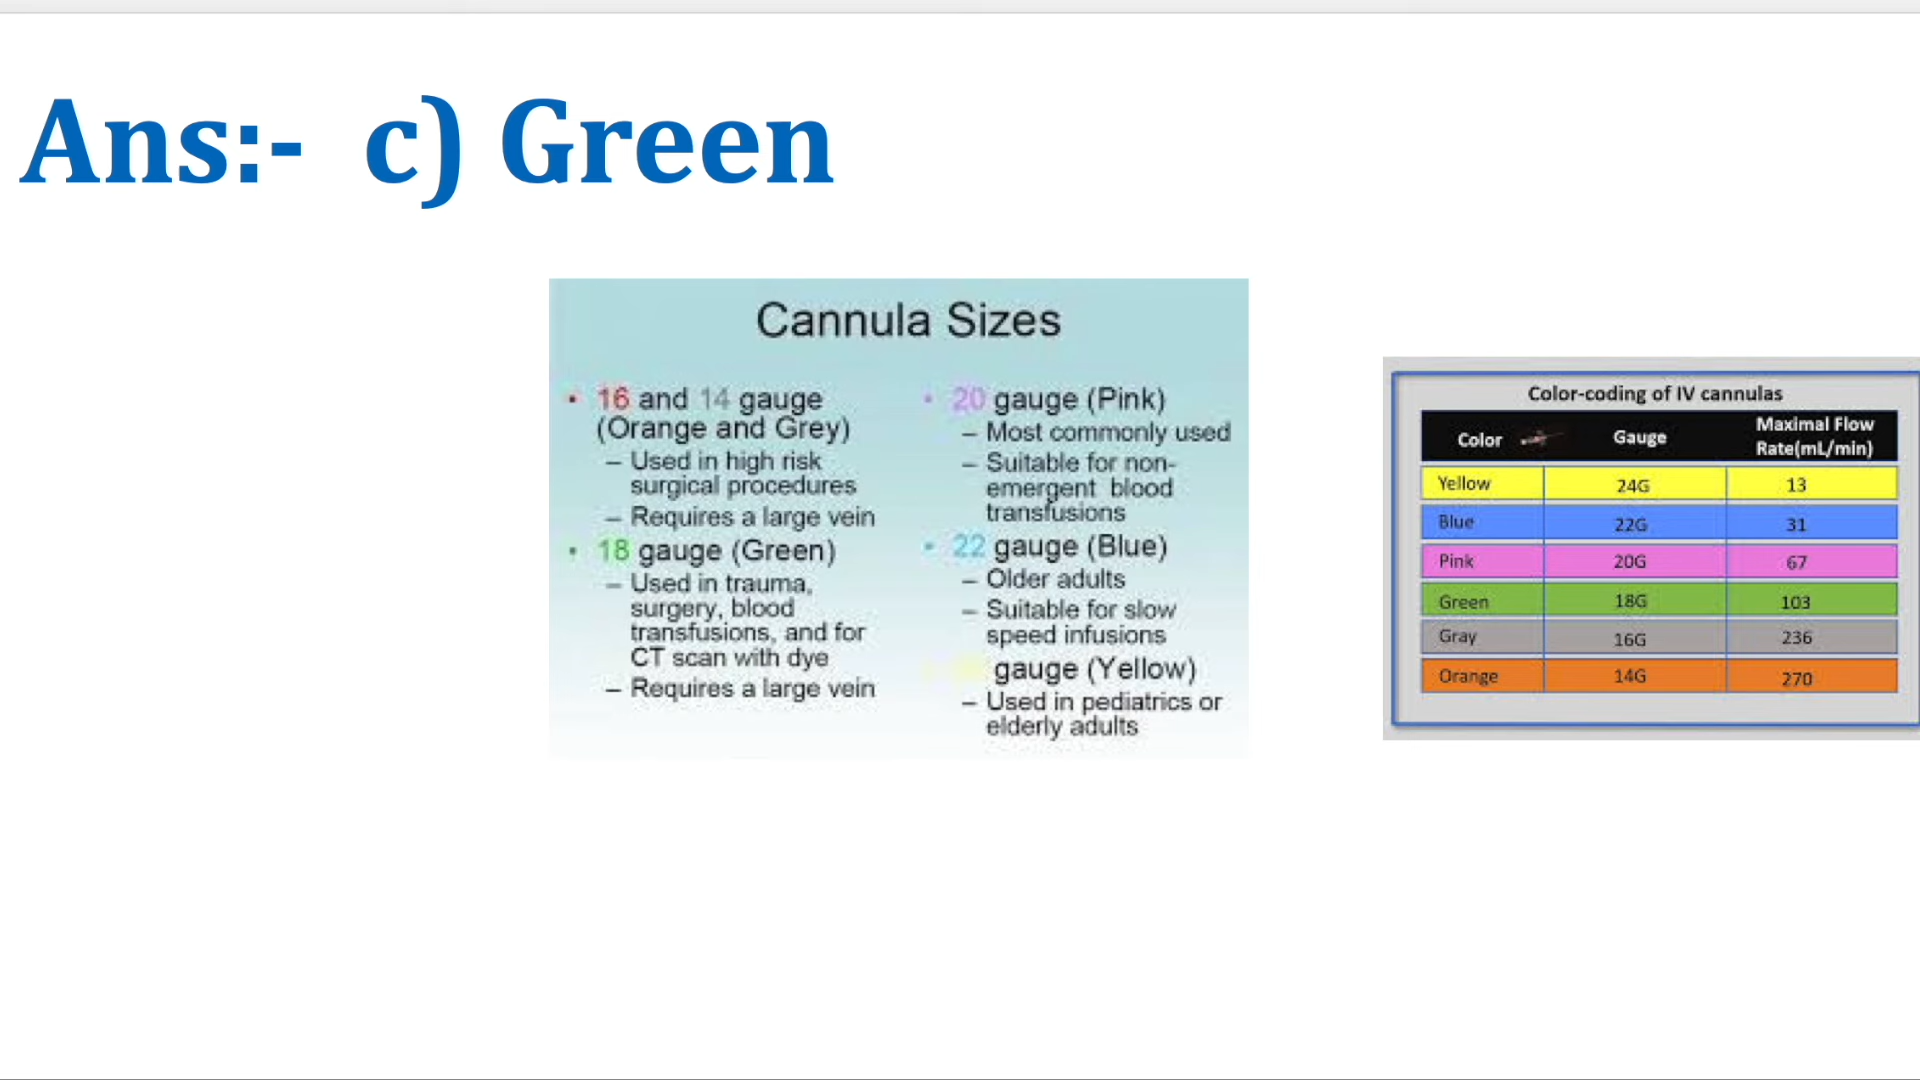 Ans:-  c) Green
Cannula Sizes
• 16 and 14 gauge
(Orange and Grey)
– Used in high risk
surgical procedures
– Requires a large vein
• 18 gauge (Green)
– Used in trauma,
surgery, blood
transfusions, and for
CT scan with dye
– Requires a large vein
• 20 gauge (Pink)
– Most commonly used
– Suitable for non-
emergent blood
transfusions
• 22 gauge (Blue)
– Older adults
– Suitable for slow
speed infusions
gauge (Yellow)
– Used in pediatrics or
elderly adults
Color-coding of IV cannulas
Color Gauge Maximal Flow
Rate(mL/min)
Yellow 24G 13
Blue 22G 31
Pink 20G 67
Green 18G 103
Gray 16G 236
Orange 14G 270